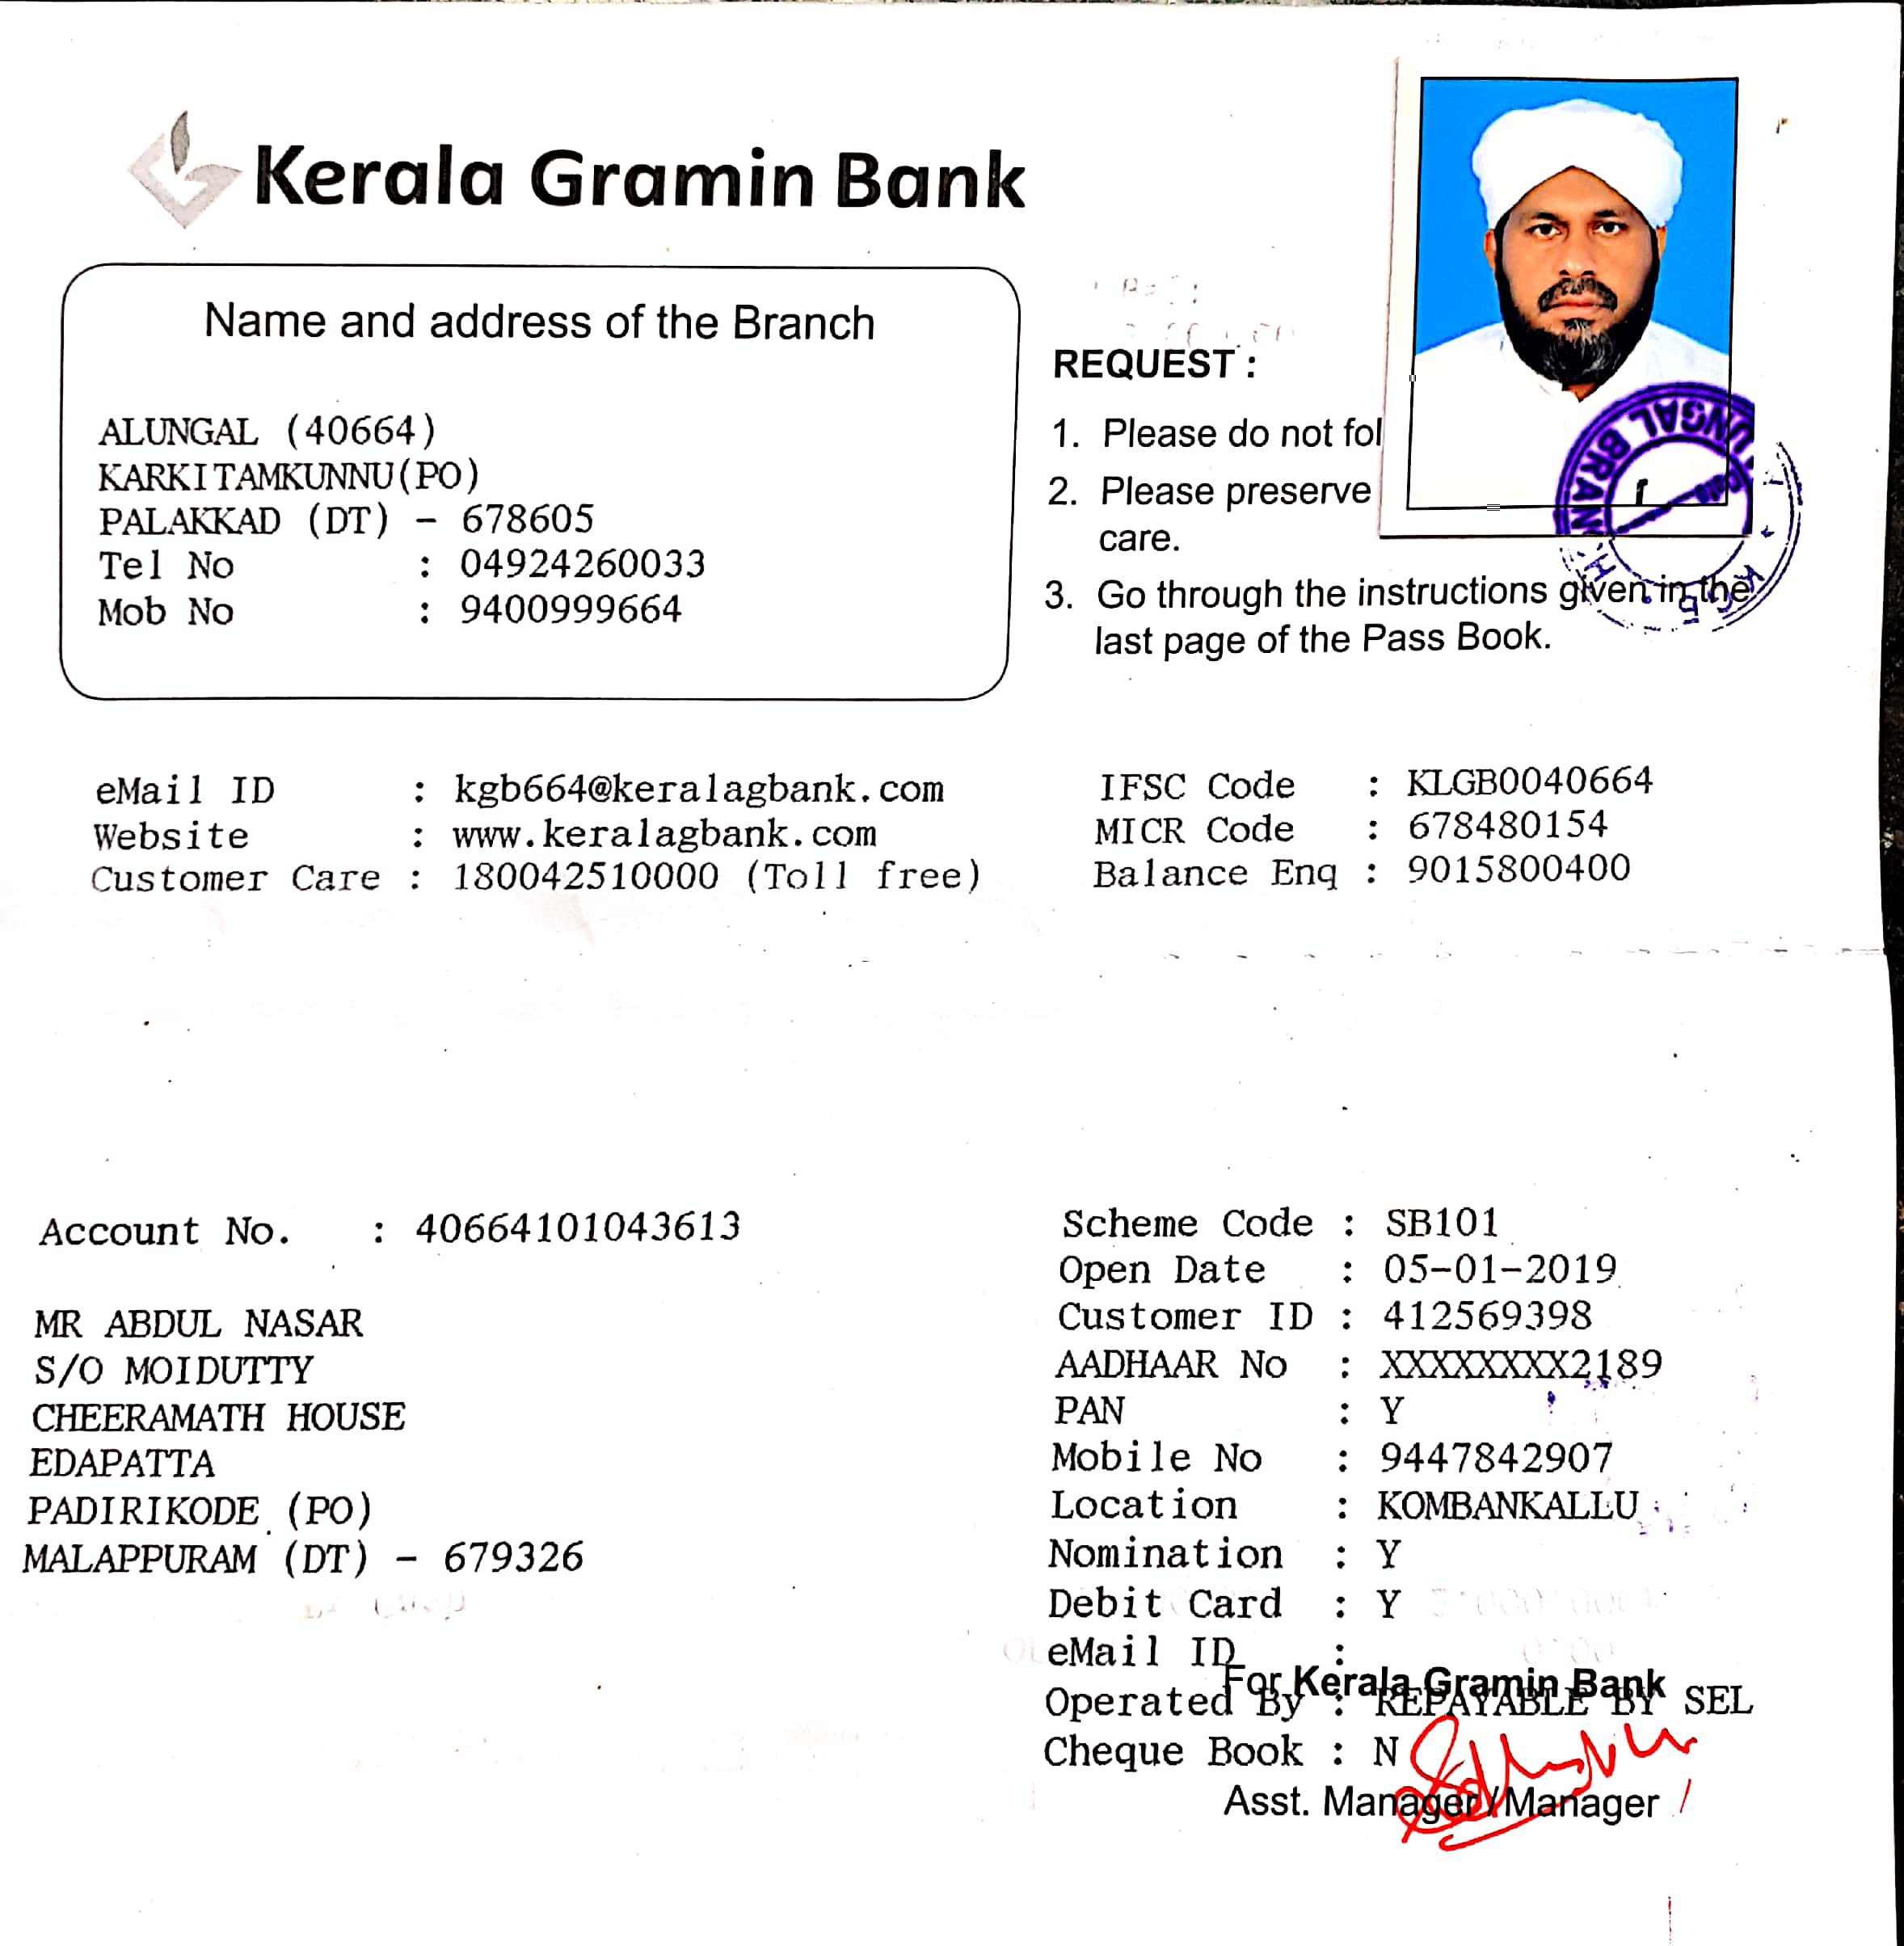 Kerala Gramin Bank
Name and address of the Branch
ALUNGAL (40664)
KARKITAMKUNNU(PO)
PALAKKAD (DT) - 678605
Tel No : 04924260033
Mob No : 9400999664
REQUEST :
1. Please do not fol
2. Please preserve
care.
3. Go through the instructions given in the
last page of the Pass Book.
UNGAL BRANCH
KGB
eMail ID : kgb664@keralagbank.com
Website : www.keralagbank.com
Customer Care : 180042510000 (Toll free)
IFSC Code : KLGB0040664
MICR Code : 678480154
Balance Enq : 9015800400
Account No. : 40664101043613
MR ABDUL NASAR
S/O MOIDUTTY
CHEERAMATH HOUSE
EDAPATTA
PADIRIKODE (PO)
MALAPPURAM (DT) - 679326
Scheme Code : SB101
Open Date : 05-01-2019
Customer ID : 412569398
AADHAAR No : XXXXXXXX2189
PAN : Y
Mobile No : 9447842907
Location : KOMBANKALLU
Nomination : Y
Debit Card : Y
eMail ID :
For Kerala Gramin Bank
Operated By : REPAYABLE BY SEL
Cheque Book : N
Asst. Manager/Manager